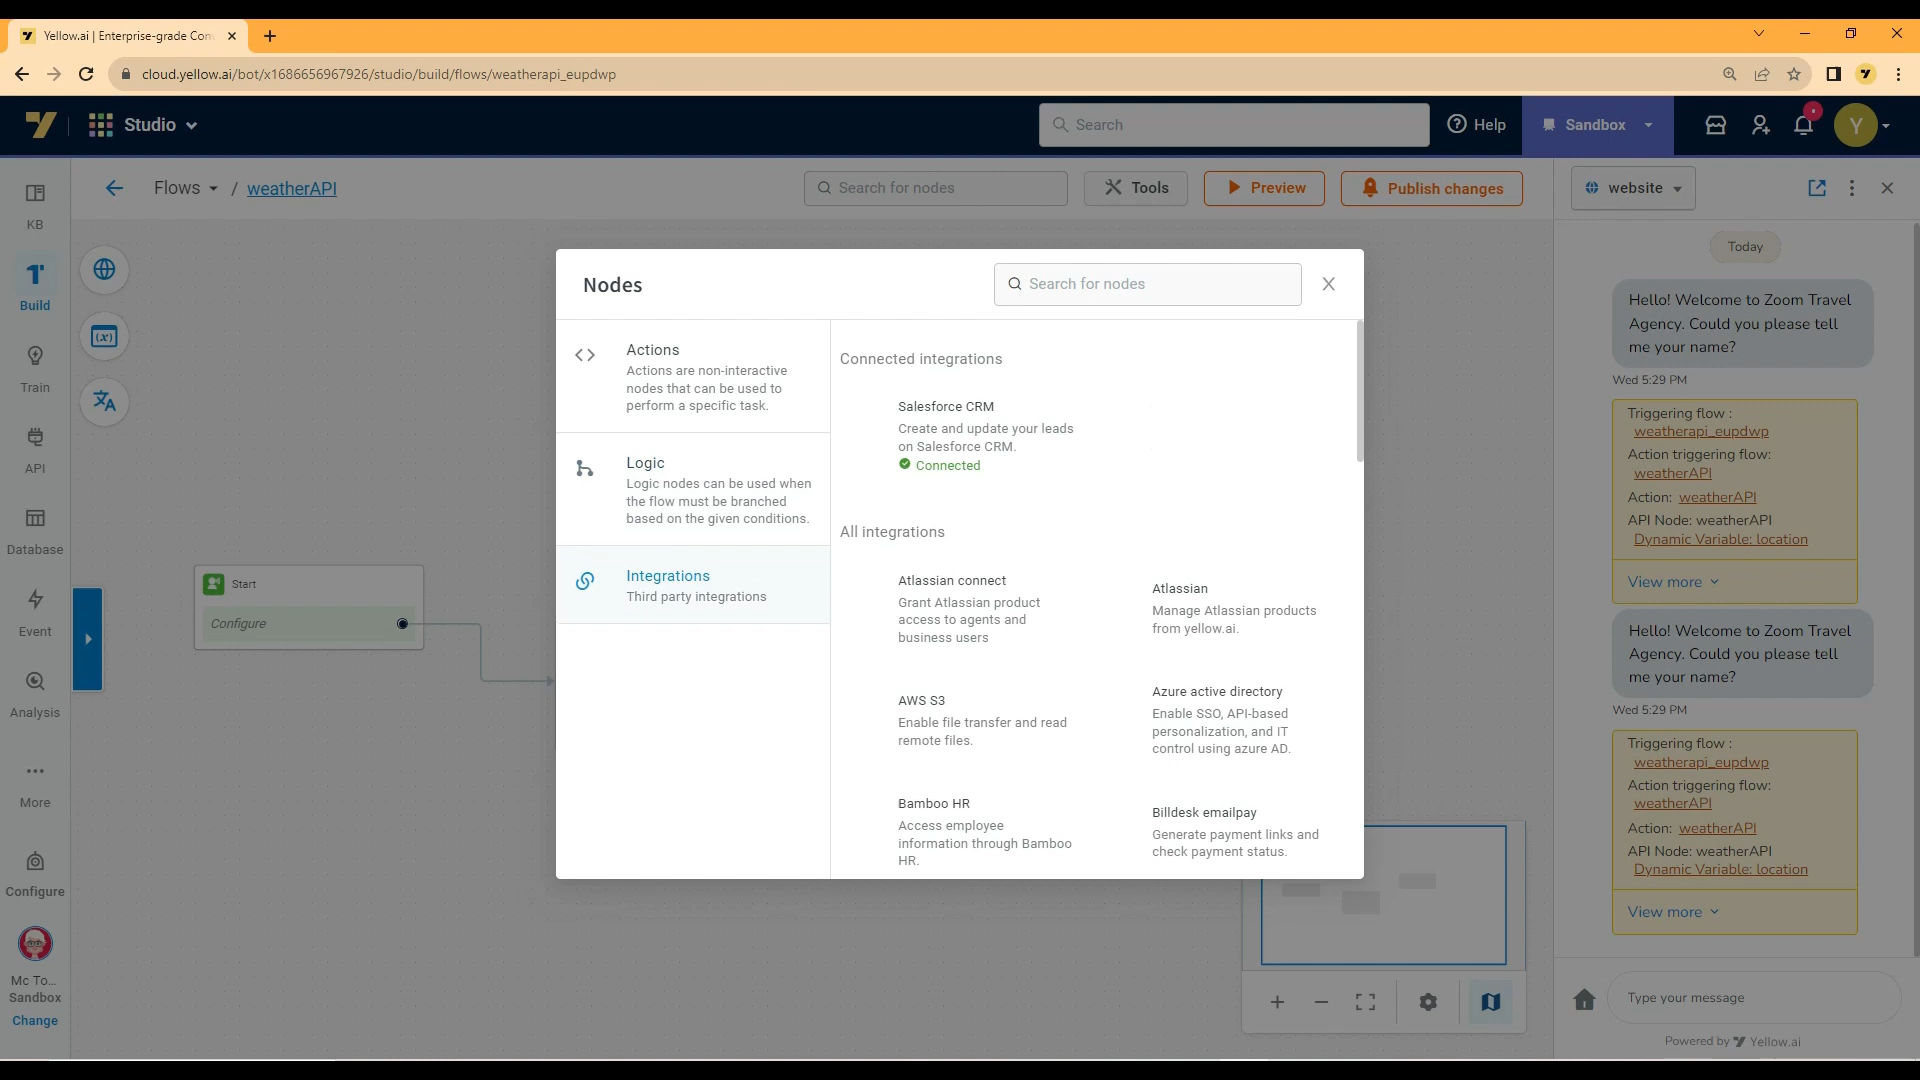 Yellow.ai | Enterprise-grade Con
cloud.yellow.ai/bot/x1686656967926/studio/build/flows/weatherapi_eupdwp
Studio
Search
Help
Sandbox
Y
KB
Build
Train
API
Database
Event
Analysis
More
Configure
Mc To...
Sandbox
Change
Flows / weatherAPI
Search for nodes
Tools
Preview
Publish changes
Start
Configure
Nodes
Search for nodes
Actions
Actions are non-interactive
nodes that can be used to
perform a specific task.
Logic
Logic nodes can be used when
the flow must be branched
based on the given conditions.
Integrations
Third party integrations
Connected integrations
Salesforce CRM
Create and update your leads
on Salesforce CRM.
Connected
All integrations
Atlassian connect
Grant Atlassian product
access to agents and
business users
Atlassian
Manage Atlassian products
from yellow.ai.
AWS S3
Enable file transfer and read
remote files.
Azure active directory
Enable SSO, API-based
personalization, and IT
control using azure AD.
Bamboo HR
Access employee
information through Bamboo
HR.
Billdesk emailpay
Generate payment links and
check payment status.
website
Today
Hello! Welcome to Zoom Travel
Agency. Could you please tell
me your name?
Wed 5:29 PM
Triggering flow :
weatherapi_eupdwp
Action triggering flow:
weatherAPI
Action: weatherAPI
API Node: weatherAPI
Dynamic Variable: location
View more
Hello! Welcome to Zoom Travel
Agency. Could you please tell
me your name?
Wed 5:29 PM
Triggering flow :
weatherapi_eupdwp
Action triggering flow:
weatherAPI
Action: weatherAPI
API Node: weatherAPI
Dynamic Variable: location
View more
Type your message
Powered by Yellow.ai